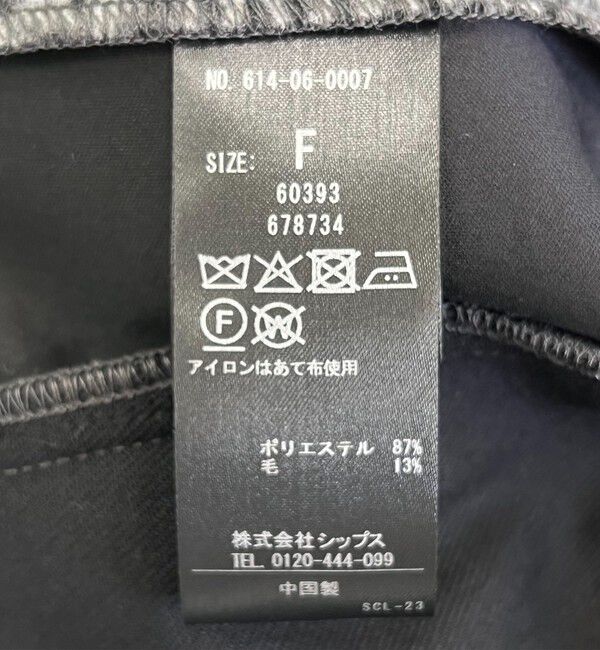 NO. 614-06-0007
SIZE: F
60393
678734
F W
アイロンはあて布使用
ポリエステル 87%
毛 13%
株式会社シップス
TEL. 0120-444-099
中国製
SCL-23